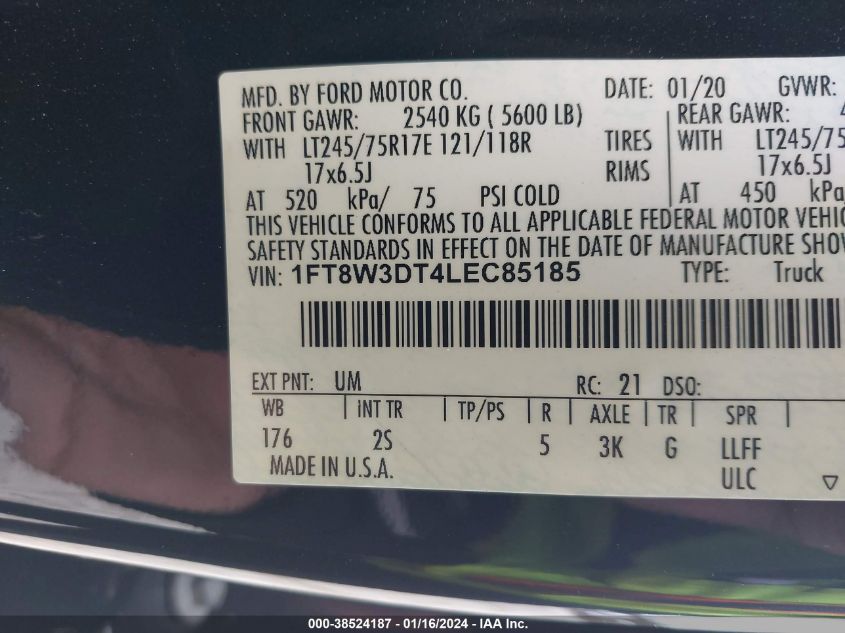 MFD. BY FORD MOTOR CO. DATE: 01/20 GVWR:
FRONT GAWR: 2540 KG ( 5600 LB) REAR GAWR:
WITH LT245/75R17E 121/118R TIRES WITH LT245/75
17x6.5J RIMS 17x6.5J
AT 520 kPa/ 75 PSI COLD AT 450 kPa
THIS VEHICLE CONFORMS TO ALL APPLICABLE FEDERAL MOTOR VEHIC
SAFETY STANDARDS IN EFFECT ON THE DATE OF MANUFACTURE SHO
VIN: 1FT8W3DT4LEC85185 TYPE: Truck
EXT PNT: UM RC: 21 DSO:
WB INT TR TP/PS R AXLE TR SPR
176 2S 5 3K G LLFF
MADE IN U.S.A. ULC
000-38524187 - 01/16/2024 - IAA Inc.